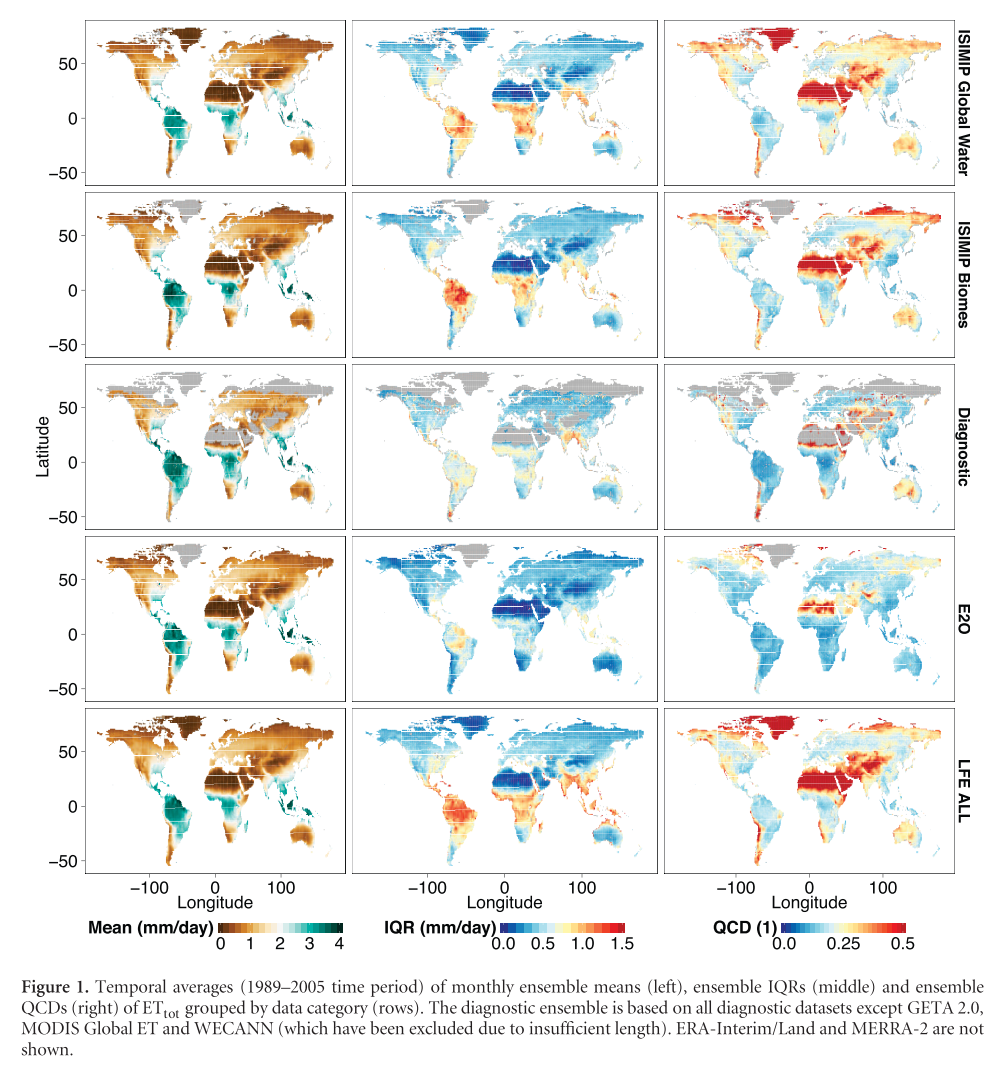 50
0
−50
ISIMIP Global Water
50
0
−50
ISIMIP Biomes
50
0
−50
Diagnostic
Latitude
50
0
−50
E2O
50
0
−50
LFE ALL
−100 0 100
−100 0 100
−100 0 100
Longitude
Longitude
Longitude
Mean (mm/day)
0 1 2 3 4
IQR (mm/day)
0.0 0.5 1.0 1.5
QCD (1)
0.0 0.25 0.5
Figure 1. Temporal averages (1989–2005 time period) of monthly ensemble means (left), ensemble IQRs (middle) and ensemble
QCDs (right) of ETtot grouped by data category (rows). The diagnostic ensemble is based on all diagnostic datasets except GETA 2.0,
MODIS Global ET and WECANN (which have been excluded due to insufficient length). ERA-Interim/Land and MERRA-2 are not
shown.